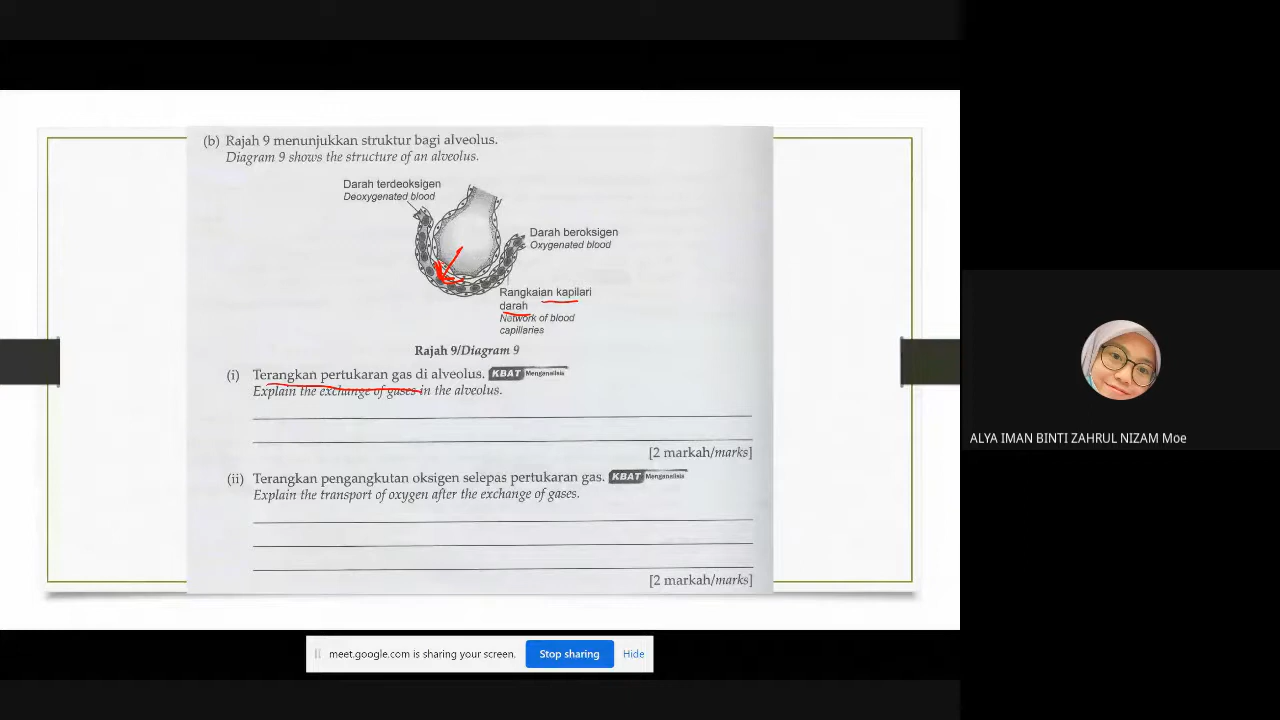 (b) Rajah 9 menunjukkan struktur bagi alveolus.
Diagram 9 shows the structure of an alveolus.
Darah terdeoksigen
Deoxygenated blood
Darah beroksigen
Oxygenated blood
Rangkaian kapilari
darah
Network of blood
capillaries
Rajah 9/Diagram 9
(i) Terangkan pertukaran gas di alveolus. KBAT Menganalisis
Explain the exchange of gases in the alveolus.
[2 markah/marks]
(ii) Terangkan pengangkutan oksigen selepas pertukaran gas. KBAT Menganalisis
Explain the transport of oxygen after the exchange of gases.
[2 markah/marks]
ALYA IMAN BINTI ZAHRUL NIZAM Moe
meet.google.com is sharing your screen. Stop sharing Hide